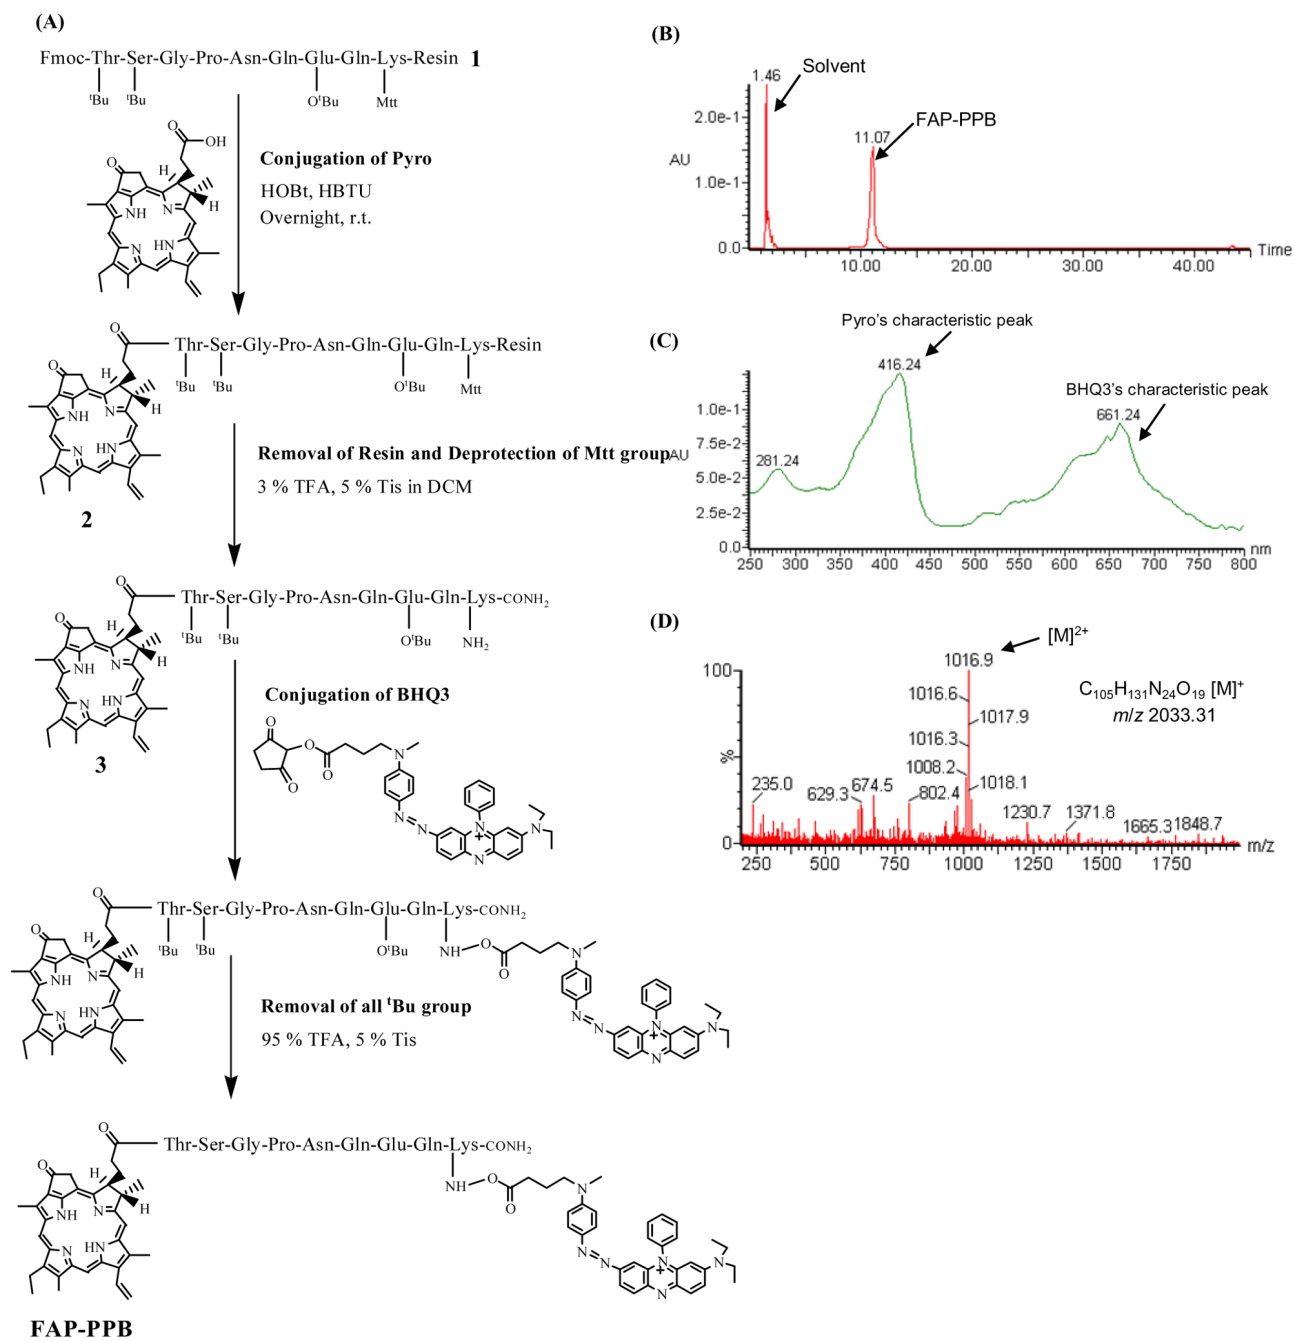 (A)
Fmoc-Thr-Ser-Gly-Pro-Asn-Gln-Glu-Gln-Lys-Resin 1
tBu tBu OtBu Mtt
O
OH
H
O
H
NH N
N HN
Conjugation of Pyro
HOBt, HBTU
Overnight, r.t.
O
Thr-Ser-Gly-Pro-Asn-Gln-Glu-Gln-Lys-Resin
tBu tBu OtBu Mtt
O
H
H
NH N
N HN
2
Removal of Resin and Deprotection of Mtt group
3 % TFA, 5 % Tis in DCM
O
Thr-Ser-Gly-Pro-Asn-Gln-Glu-Gln-Lys-CONH2
tBu tBu OtBu NH2
O
H
H
NH N
N HN
3
Conjugation of BHQ3
O
O
O
O
N
N=N
N
+
N
N
O
Thr-Ser-Gly-Pro-Asn-Gln-Glu-Gln-Lys-CONH2
tBu tBu OtBu NH O
O
N
O
H
H
NH N
N HN
N=N
N
+
N
N
Removal of all tBu group
95 % TFA, 5 % Tis
O
Thr-Ser-Gly-Pro-Asn-Gln-Glu-Gln-Lys-CONH2
NH O
O
N
O
H
H
NH N
N HN
N=N
N
+
N
N
FAP-PPB
(B)
1.46
Solvent
11.07
FAP-PPB
2.0e-1
AU
1.0e-1
0.0
10.00 20.00 30.00 40.00
Time
(C)
Pyro's characteristic peak
416.24
BHQ3's characteristic peak
661.24
281.24
1.0e-1
7.5e-2
AU
5.0e-2
2.5e-2
0.0
250 300 350 400 450 500 550 600 650 700 750 800
nm
(D)
[M]2+
1016.9
C105H131N24O19 [M]+
m/z 2033.31
100
1016.6
1017.9
1016.3
1008.2
1018.1
%
235.0
629.3
674.5
802.4
1230.7
1371.8
1665.3
1848.7
0
250 500 750 1000 1250 1500 1750
m/z